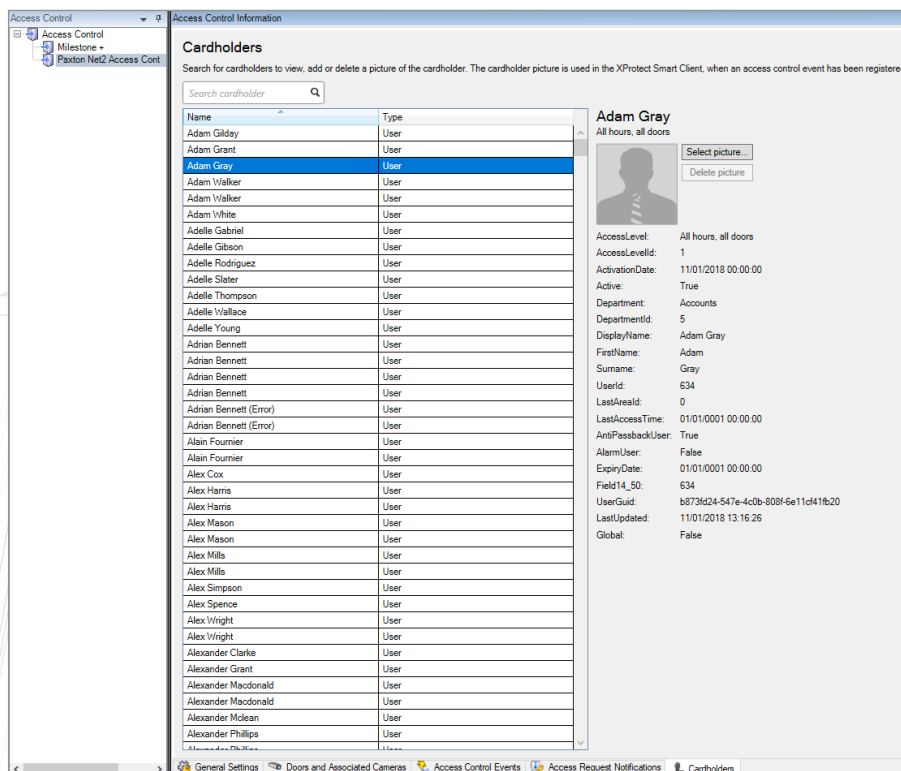 Access Control
Access Control Information
Access Control
Milestone +
Paxton Net2 Access Cont
Cardholders
Search for cardholders to view, add or delete a picture of the cardholder. The cardholder picture is used in the XProtect Smart Client, when an access control event has been registere
Search cardholder
Name Type
Adam Gilday User
Adam Grant User
Adam Gray User
Adam Walker User
Adam Walker User
Adam White User
Adelle Gabriel User
Adelle Gibson User
Adelle Rodriguez User
Adelle Slater User
Adelle Thompson User
Adelle Wallace User
Adelle Young User
Adrian Bennett User
Adrian Bennett User
Adrian Bennett User
Adrian Bennett User
Adrian Bennett (Error) User
Adrian Bennett (Error) User
Alain Fournier User
Alain Fournier User
Alex Cox User
Alex Harris User
Alex Harris User
Alex Mason User
Alex Mason User
Alex Mills User
Alex Mills User
Alex Simpson User
Alex Spence User
Alex Wright User
Alex Wright User
Alexander Clarke User
Alexander Grant User
Alexander Macdonald User
Alexander Macdonald User
Alexander Mclean User
Alexander Phillips User
Alexander Phillips User
Adam Gray
All hours, all doors
Select picture...
Delete picture
AccessLevel: All hours, all doors
AccessLevelId: 1
ActivationDate: 11/01/2018 00:00:00
Active: True
Department: Accounts
DepartmentId: 5
DisplayName: Adam Gray
FirstName: Adam
Surname: Gray
UserId: 634
LastAreaId: 0
LastAccessTime: 01/01/0001 00:00:00
AntiPassbackUser: True
AlarmUser: False
ExpiryDate: 01/01/0001 00:00:00
Field14_50: 634
UserGuid: b873fd24-547e-4c0b-808f-6e11cf41fb20
LastUpdated: 11/01/2018 13:16:26
Global: False
General Settings Doors and Associated Cameras Access Control Events Access Request Notifications Cardholders